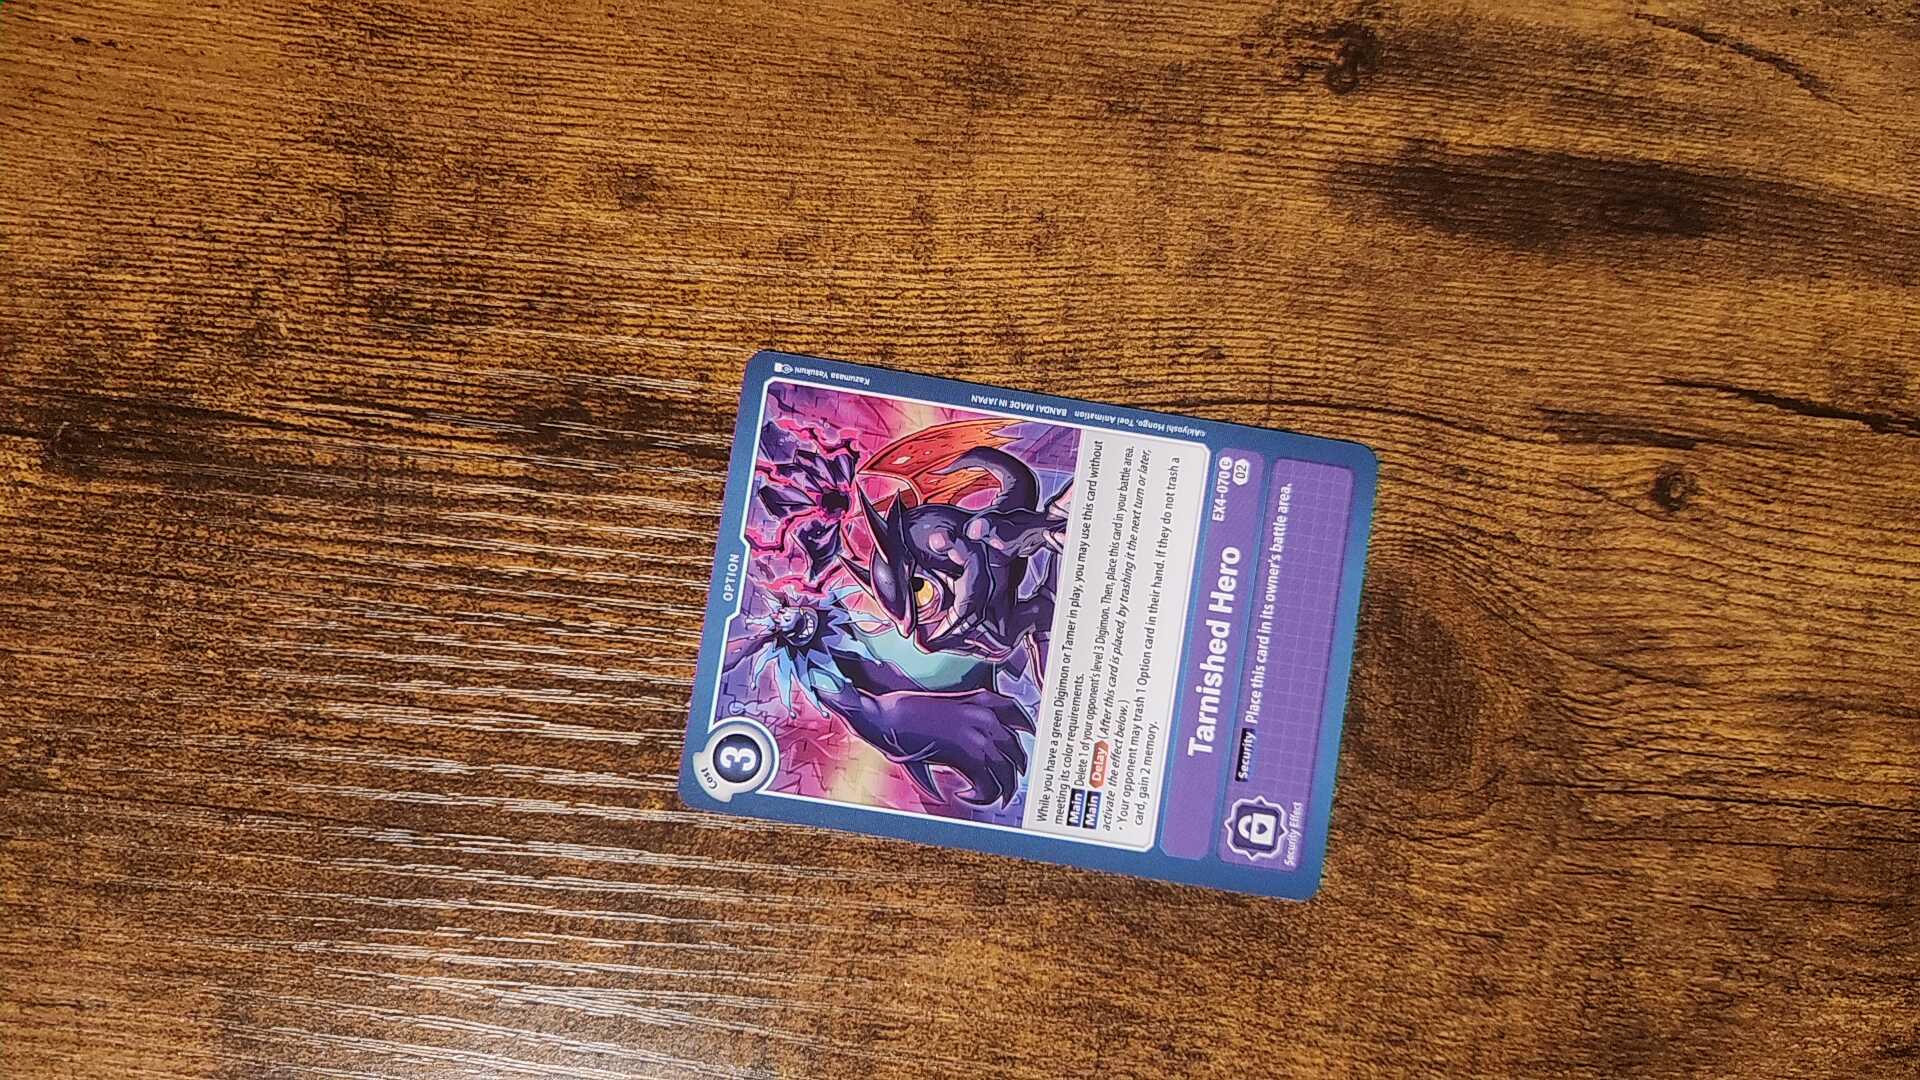 OPTION
Cost
3
While you have a green Digimon or Tamer in play, you may use this card without
meeting its color requirements.
Main Delete 1 of your opponent's level 3 Digimon. Then, place this card in your battle area.
Main Delay (After this card is placed, by trashing it the next turn or later,
activate the effect below.)
• Your opponent may trash 1 Option card in their hand. If they do not trash a
card, gain 2 memory.
Tarnished Hero
EX4-070 C
02
Security Place this card in its owner's battle area.
Security Effect
Kazumasa Yasukuni
©Akiyoshi Hongo, Toei Animation BANDAI MADE IN JAPAN